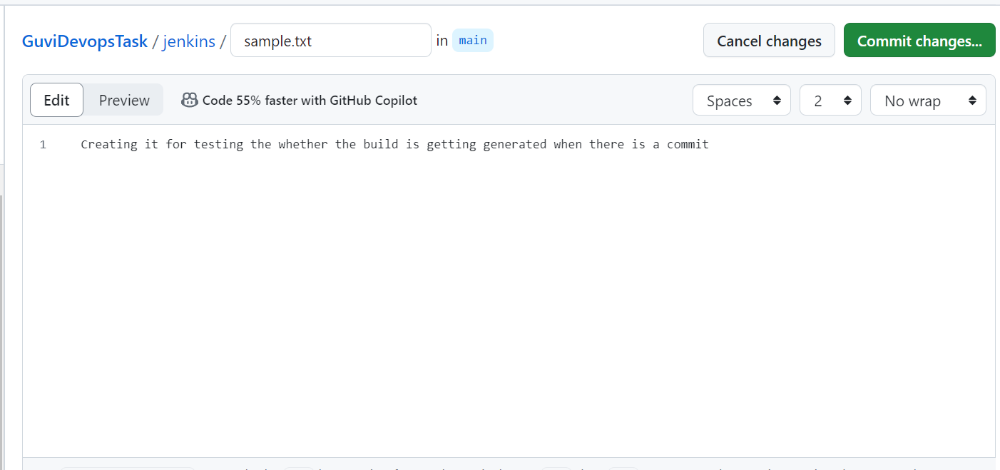 GuviDevopsTask / jenkins / sample.txt in main Cancel changes Commit changes...
Edit Preview Code 55% faster with GitHub Copilot Spaces 2 No wrap
1 Creating it for testing the whether the build is getting generated when there is a commit